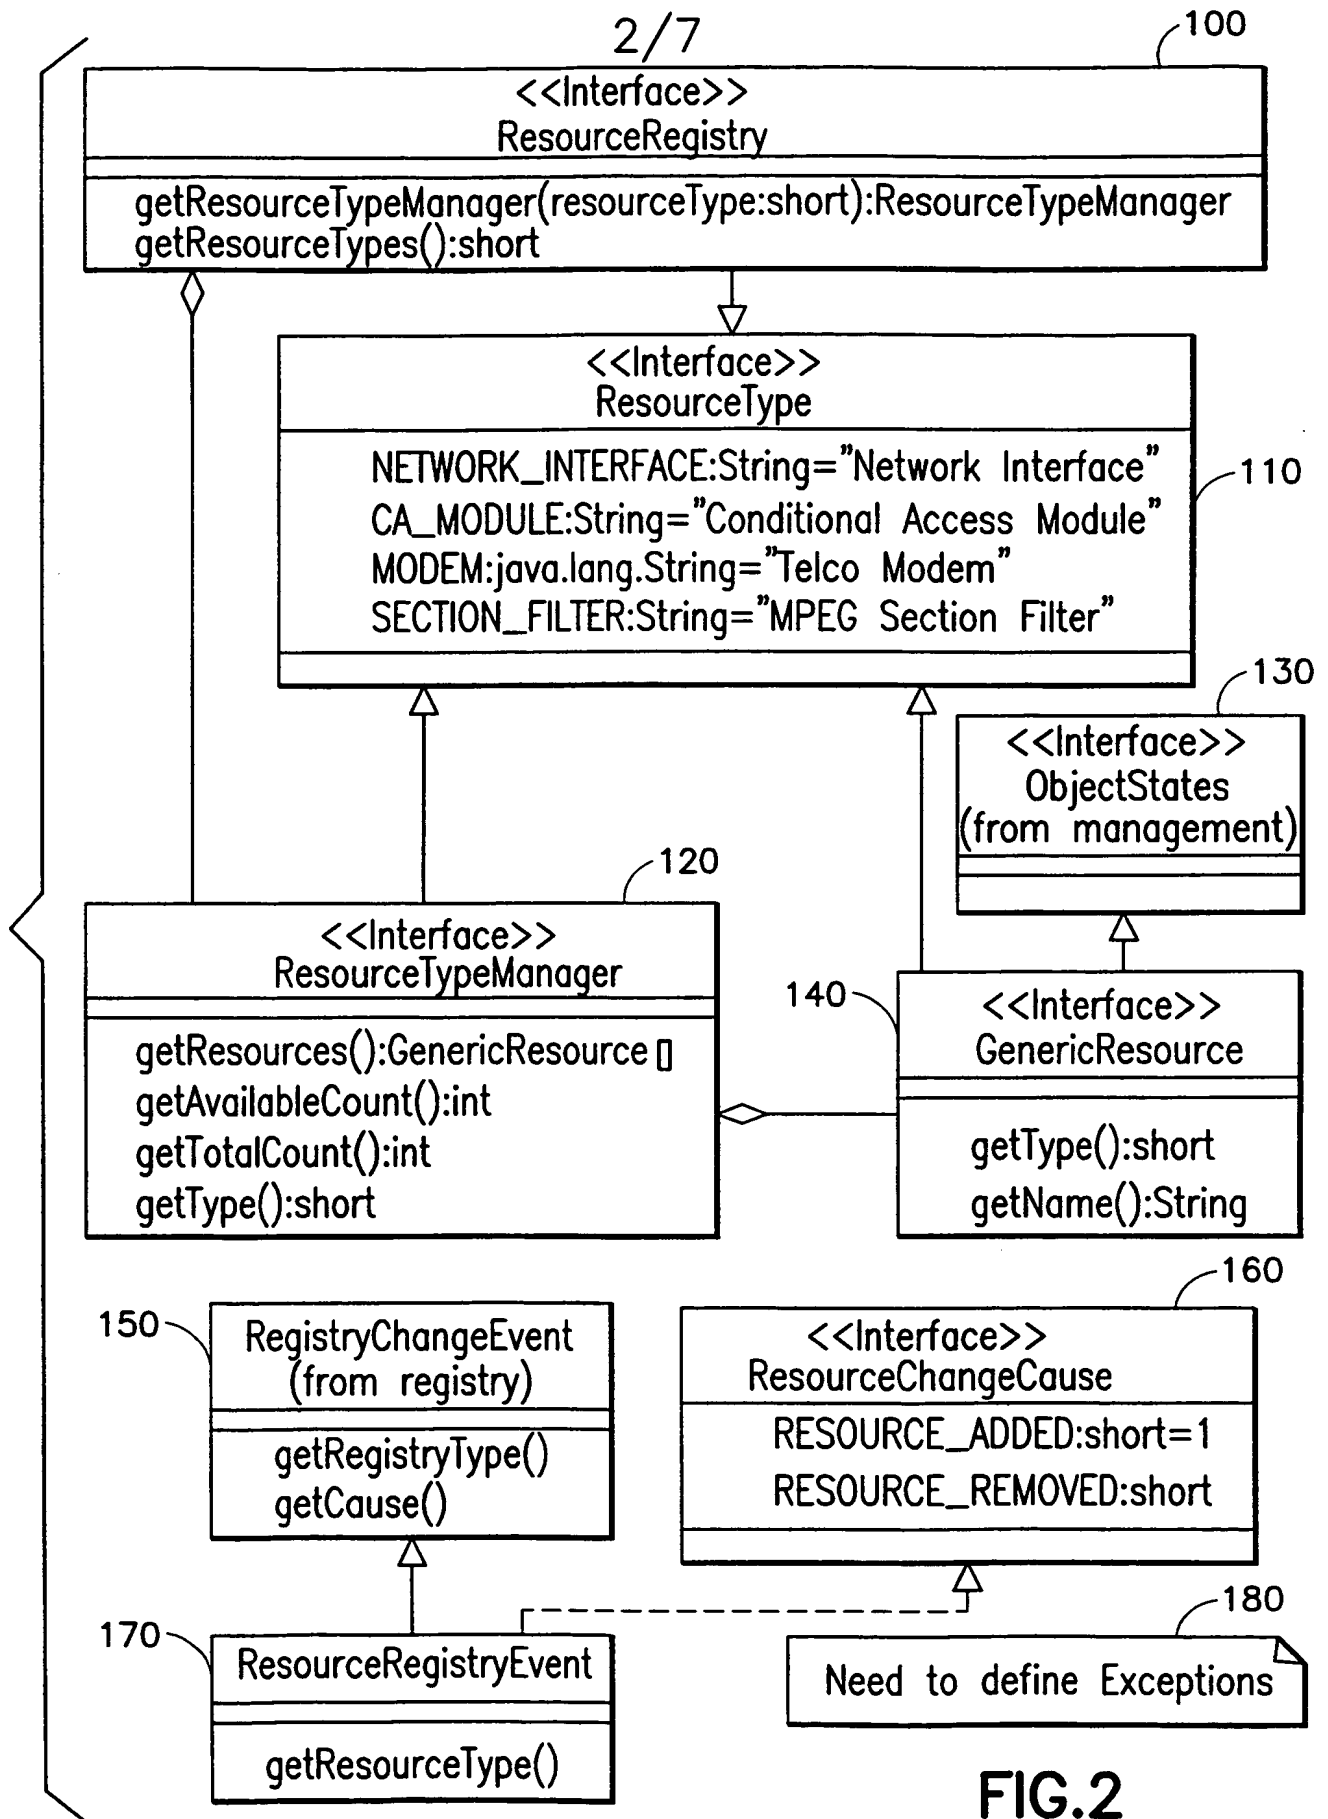 2/7
100
<<Interface>>
ResourceRegistry
getResourceTypeManager(resourceType:short):ResourceTypeManager
getResourceTypes():short
<<Interface>>
ResourceType
NETWORK_INTERFACE:String="Network Interface"
CA_MODULE:String="Conditional Access Module"
MODEM:java.lang.String="Telco Modem"
SECTION_FILTER:String="MPEG Section Filter"
110
130
<<Interface>>
ObjectStates
(from management)
120
<<Interface>>
ResourceTypeManager
getResources():GenericResource []
getAvailableCount():int
getTotalCount():int
getType():short
140
<<Interface>>
GenericResource
getType():short
getName():String
150
RegistryChangeEvent
(from registry)
getRegistryType()
getCause()
160
<<Interface>>
ResourceChangeCause
RESOURCE_ADDED:short=1
RESOURCE_REMOVED:short
170
ResourceRegistryEvent
getResourceType()
180
Need to define Exceptions
FIG.2